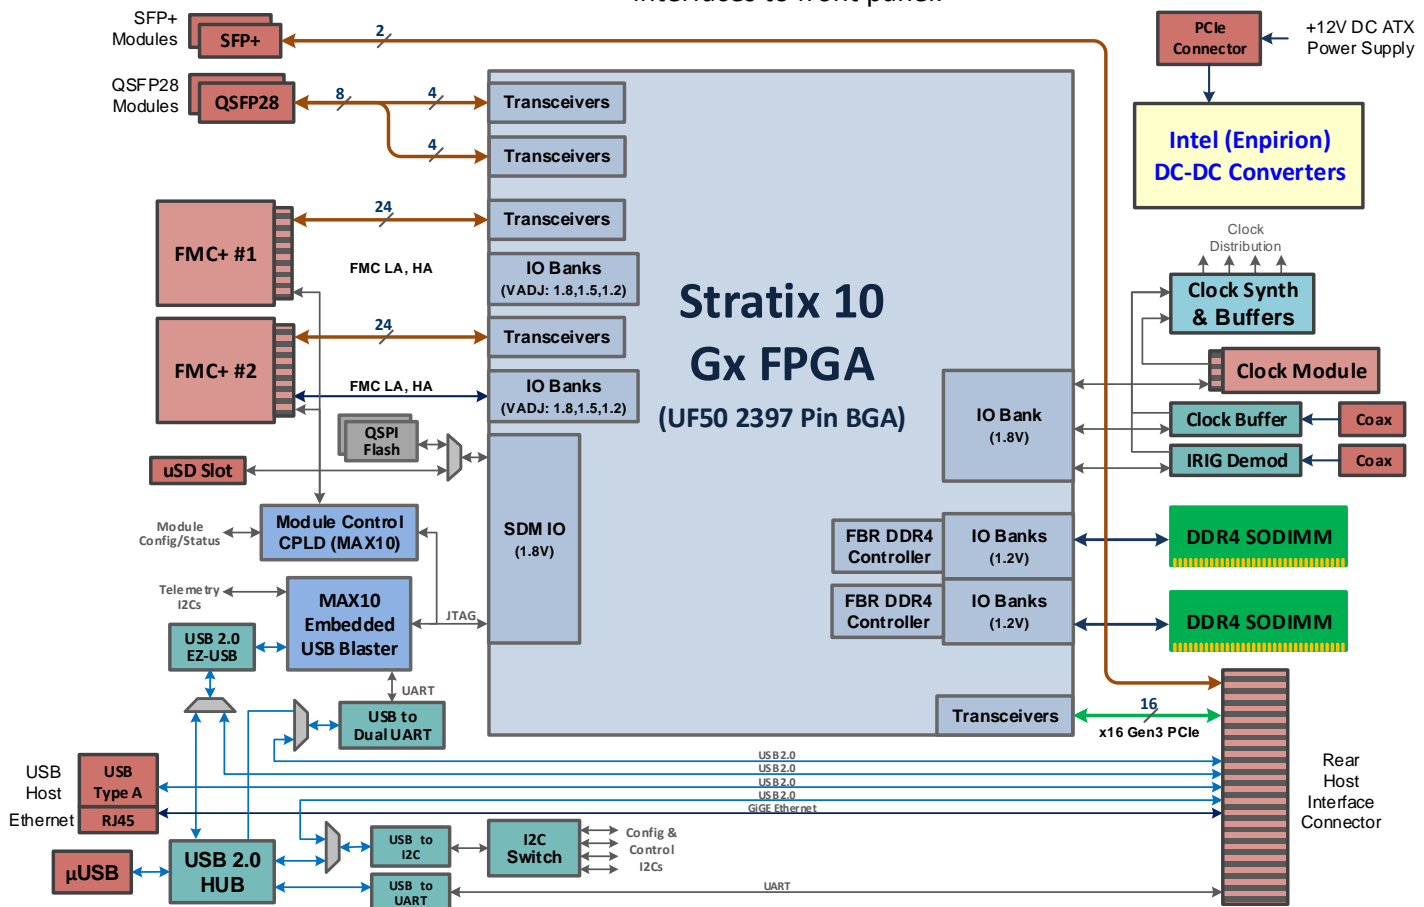 interfaces to front panel.
SFP+
Modules
SFP+
2
PCIe
Connector
+12V DC ATX
Power Supply
QSFP28
Modules
QSFP28
8
4
Transceivers
4
Transceivers
Intel (Enpirion)
DC-DC Converters
FMC+ #1
24
Transceivers
FMC LA, HA
IO Banks
(VADJ: 1.8,1.5,1.2)
Stratix 10
Gx FPGA
(UF50 2397 Pin BGA)
Clock
Distribution
Clock Synth
& Buffers
FMC+ #2
24
Transceivers
FMC LA, HA
IO Banks
(VADJ: 1.8,1.5,1.2)
Clock Module
IO Bank
(1.8V)
Clock Buffer
Coax
IRIG Demod
Coax
QSPI
Flash
uSD Slot
SDM IO
(1.8V)
Module
Config/Status
Module Control
CPLD (MAX10)
FBR DDR4
Controller
IO Banks
(1.2V)
DDR4 SODIMM
FBR DDR4
Controller
IO Banks
(1.2V)
DDR4 SODIMM
Telemetry
I2Cs
MAX10
Embedded
USB Blaster
JTAG
USB 2.0
EZ-USB
UART
USB to
Dual UART
Transceivers
16
x16 Gen3 PCIe
USB2.0
USB2.0
USB2.0
USB2.0
GiGE Ethernet
USB
Host
USB
Type A
Ethernet
RJ45
Rear
Host
Interface
Connector
µUSB
USB 2.0
HUB
USB to
I2C
I2C
Switch
Config &
Control
I2Cs
USB to
UART
UART